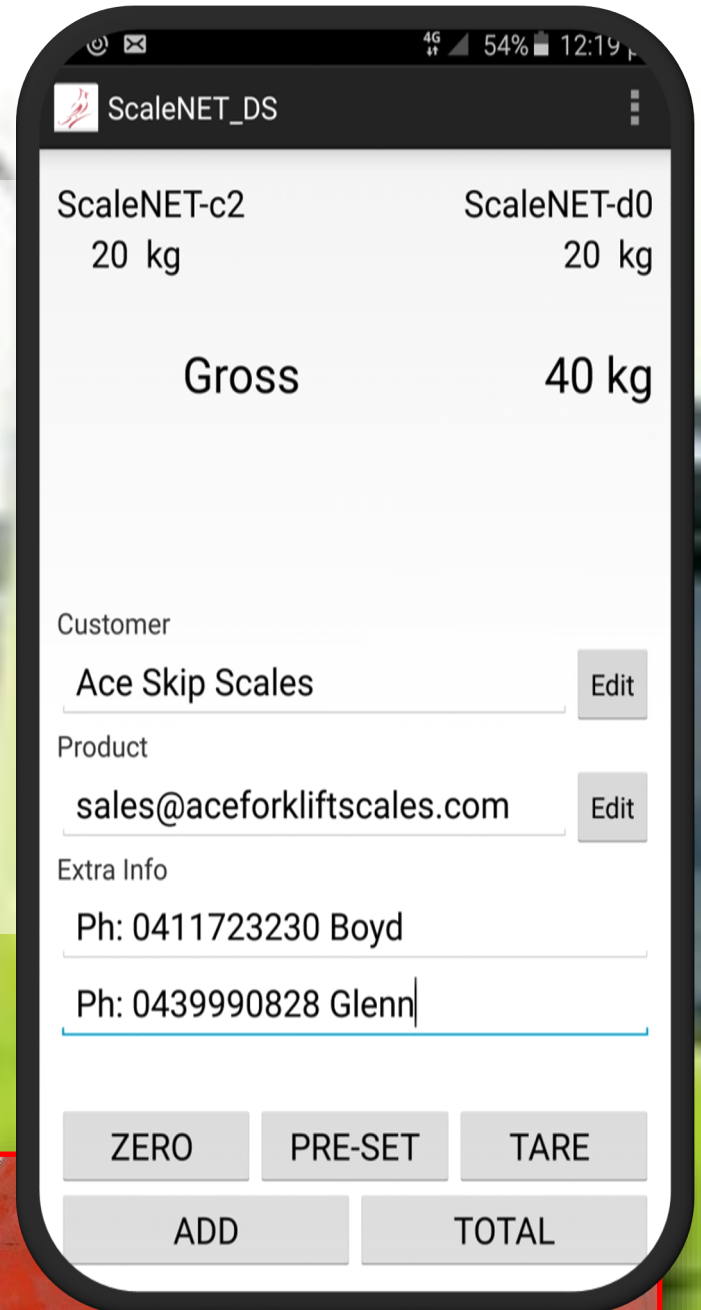 4G 54% 12:19
ScaleNET_DS
ScaleNET-c2 ScaleNET-d0
20 kg 20 kg
Gross 40 kg
Customer
Ace Skip Scales Edit
Product
sales@aceforkliftscales.com Edit
Extra Info
Ph: 0411723230 Boyd
Ph: 0439990828 Glenn
ZERO PRE-SET TARE
ADD TOTAL